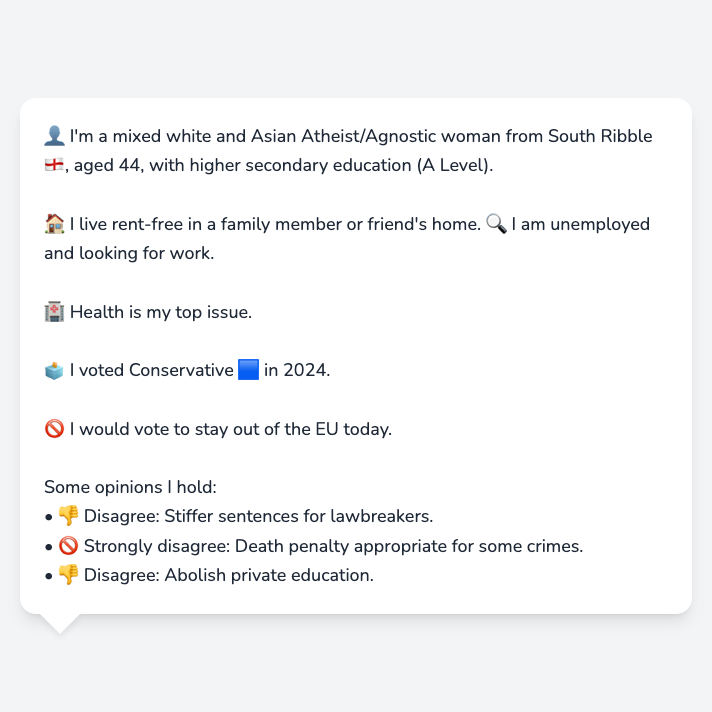 👤 I'm a mixed white and Asian Atheist/Agnostic woman from South Ribble
🏴󠁧󠁢󠁥󠁮󠁧󠁿, aged 44, with higher secondary education (A Level).
🏠 I live rent-free in a family member or friend's home. 🔍 I am unemployed
and looking for work.
🏥 Health is my top issue.
🗳️ I voted Conservative 🟦 in 2024.
🚫 I would vote to stay out of the EU today.
Some opinions I hold:
• 👎 Disagree: Stiffer sentences for lawbreakers.
• 🚫 Strongly disagree: Death penalty appropriate for some crimes.
• 👎 Disagree: Abolish private education.